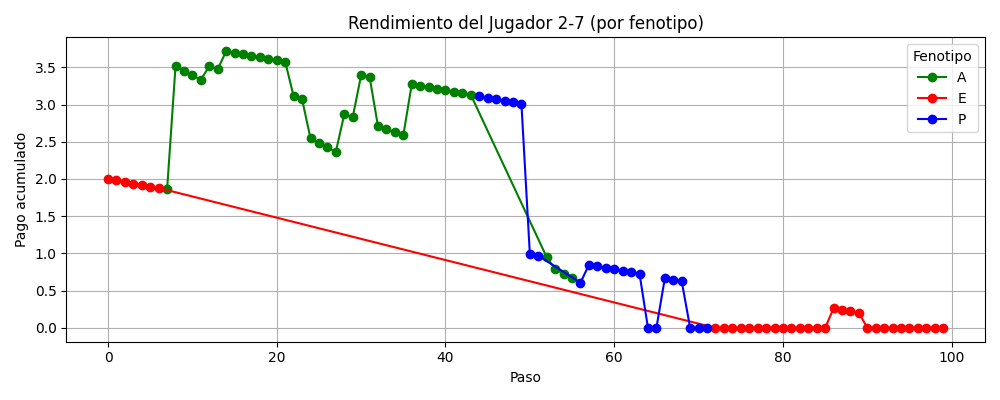 Rendimiento del Jugador 2-7 (por fenotipo)
Pago acumulado
3.5
3.0
2.5
2.0
1.5
1.0
0.5
0.0
Fenotipo
A
E
P
0 20 40 60 80 100
Paso